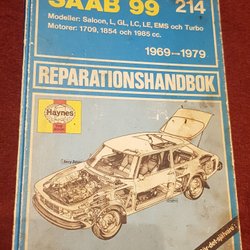 SAAB 99 214
Modeller: Saloon, L, GL, LC, LE, EMS och Turbo
Motorer: 1709, 1854 och 1985 cc.
1969–1979
REPARATIONSHANDBOK
Haynes